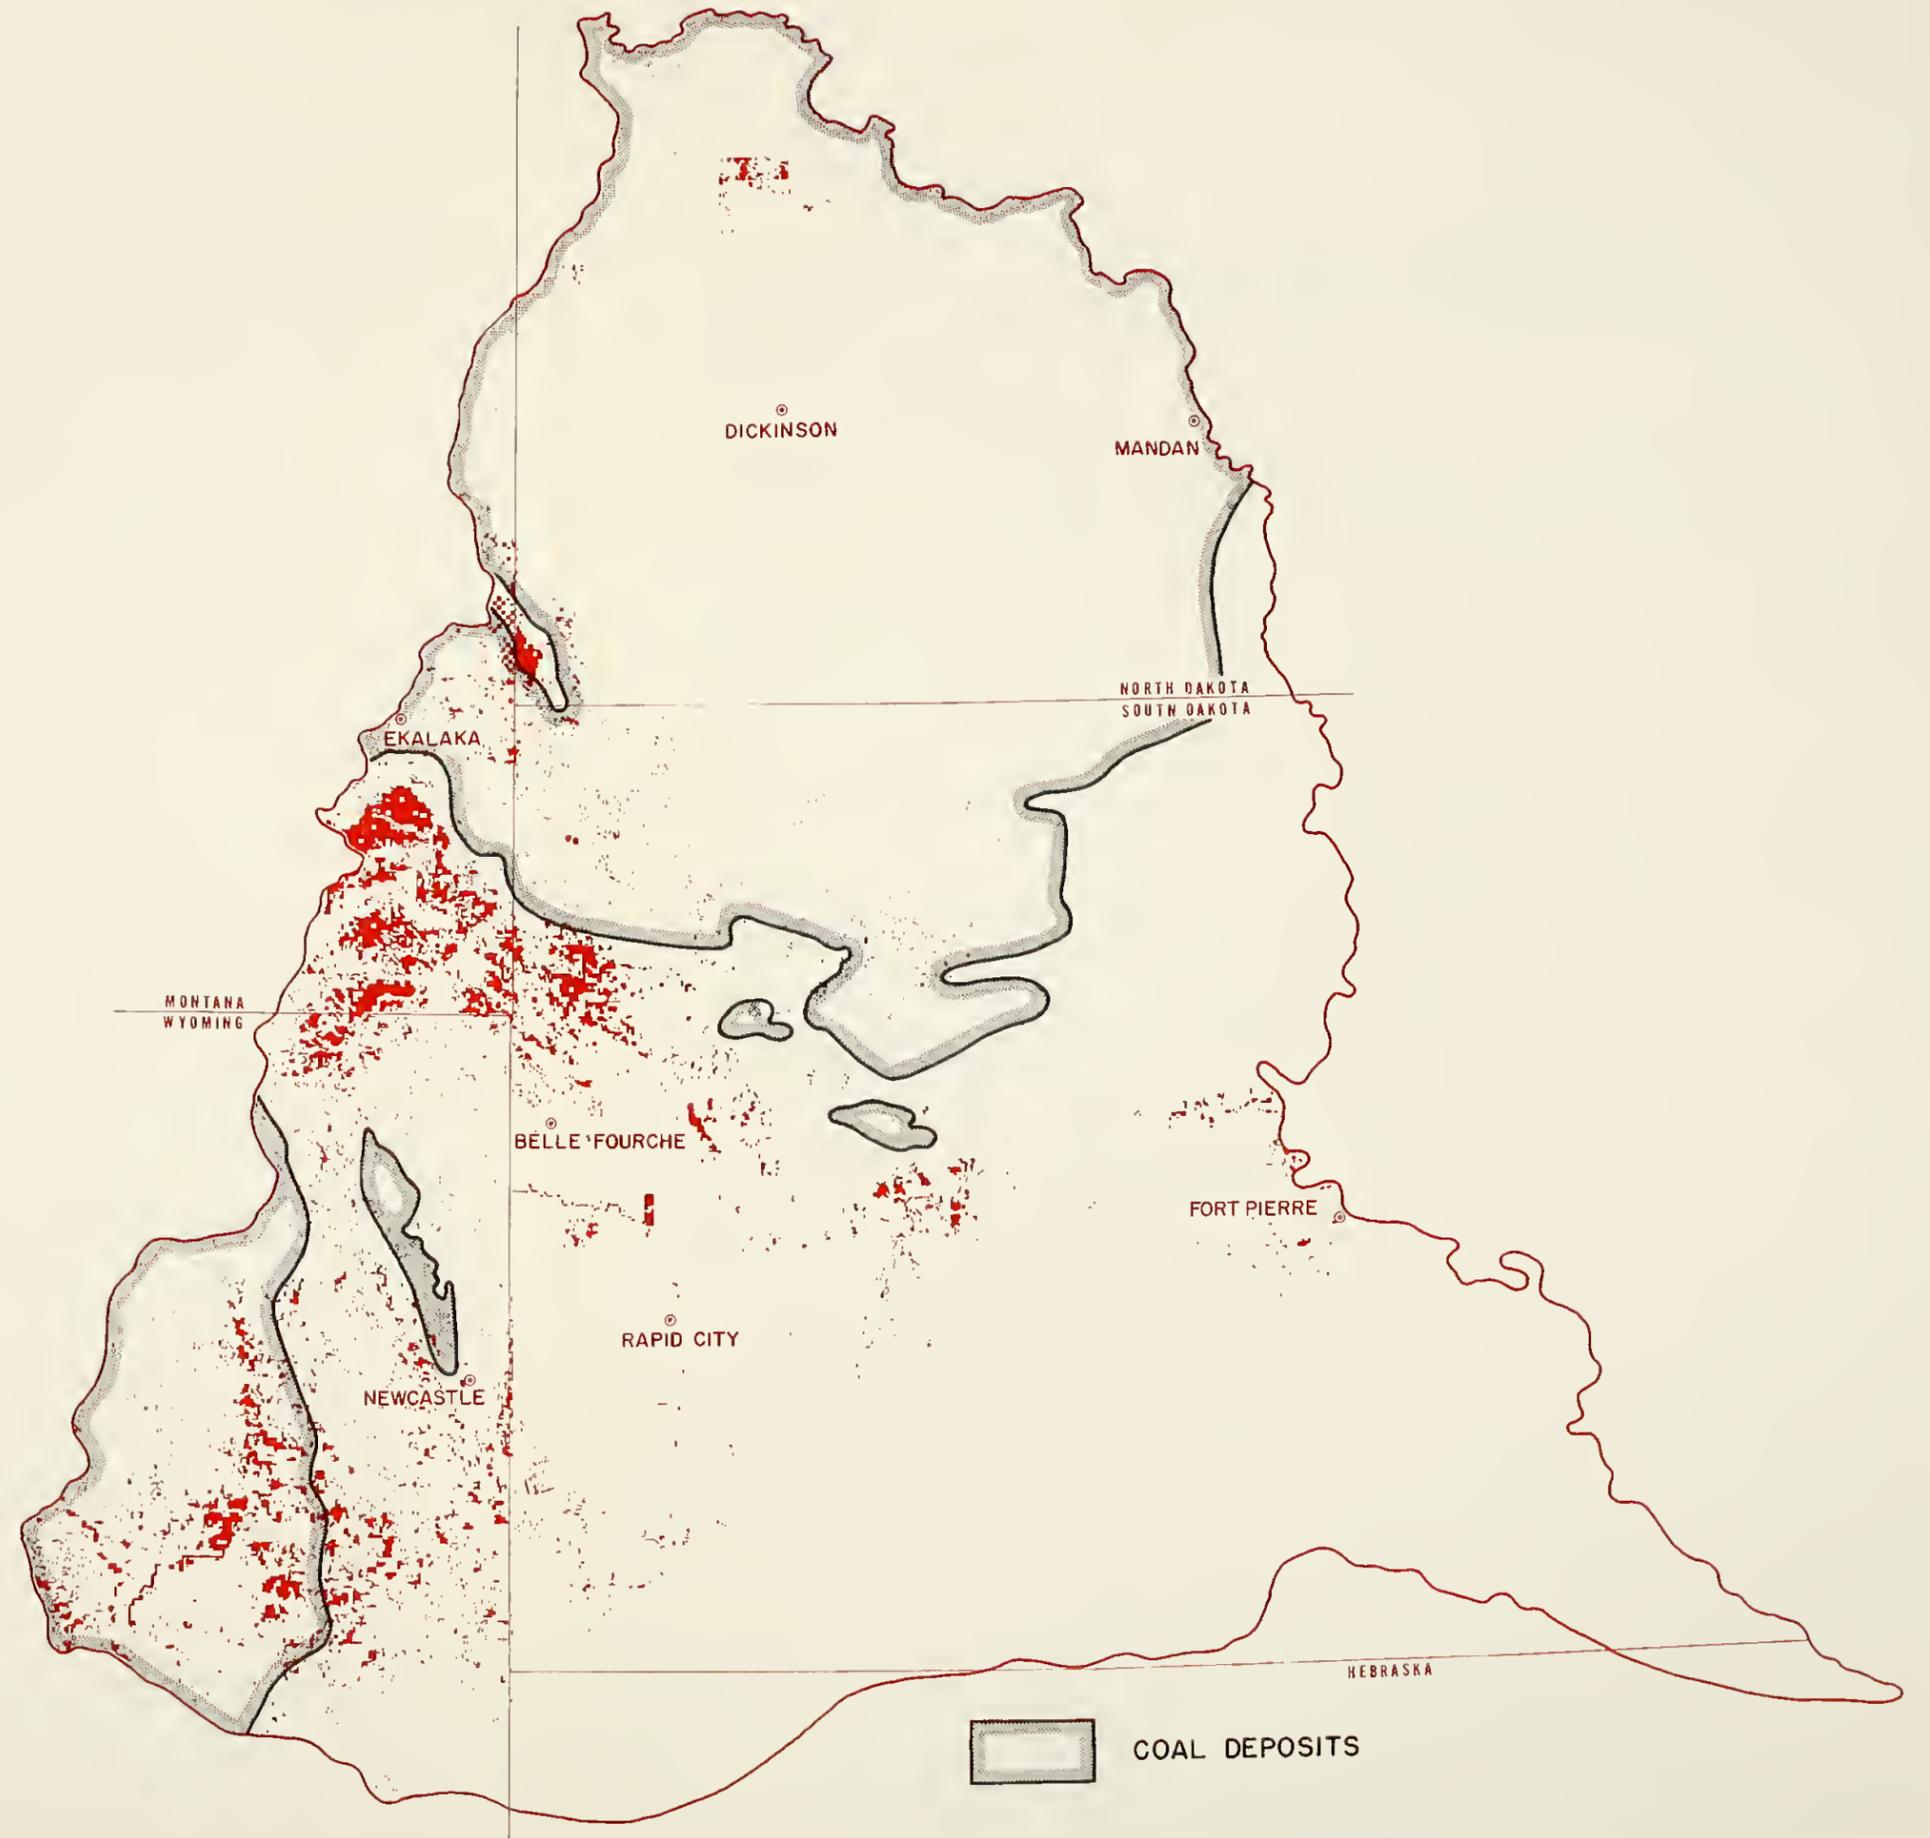 DICKINSON
MANDAN
NORTH DAKOTA
SOUTH DAKOTA
EKALAKA
MONTANA
WYOMING
BELLE FOURCHE
FORT PIERRE
RAPID CITY
NEWCASTLE
NEBRASKA
COAL DEPOSITS